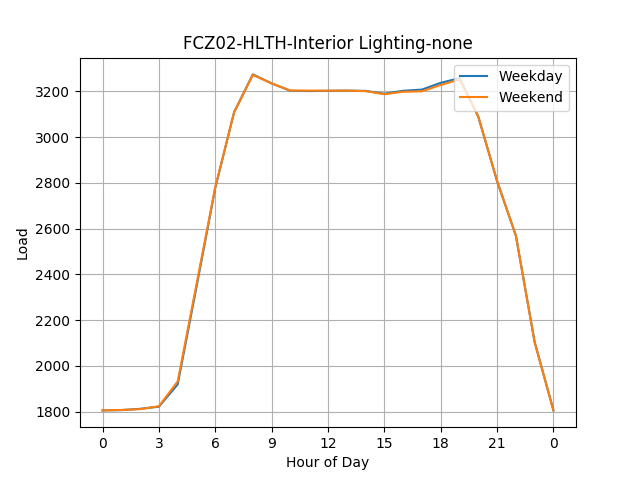 FCZ02-HLTH-Interior Lighting-none
Weekday
Weekend
3200
3000
2800
2600
2400
2200
2000
1800
Load
0 3 6 9 12 15 18 21 0
Hour of Day